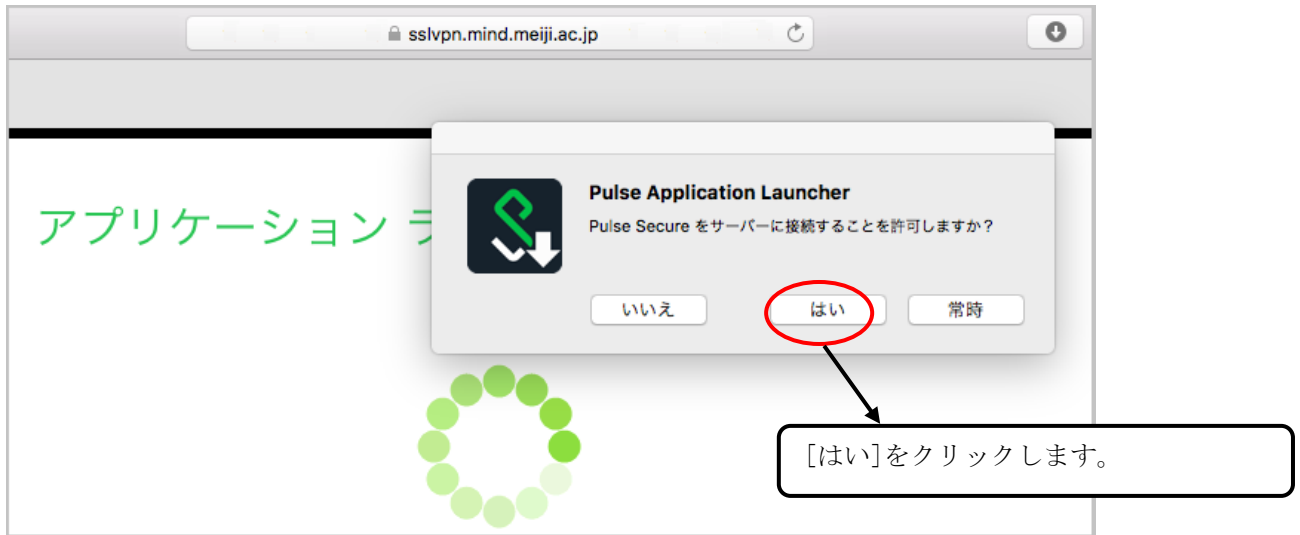 sslvpn.mind.meiji.ac.jp
Pulse Application Launcher
アプリケーション ラ
Pulse Secure をサーバーに接続することを許可しますか？
いいえ
はい
常時
[はい]をクリックします。